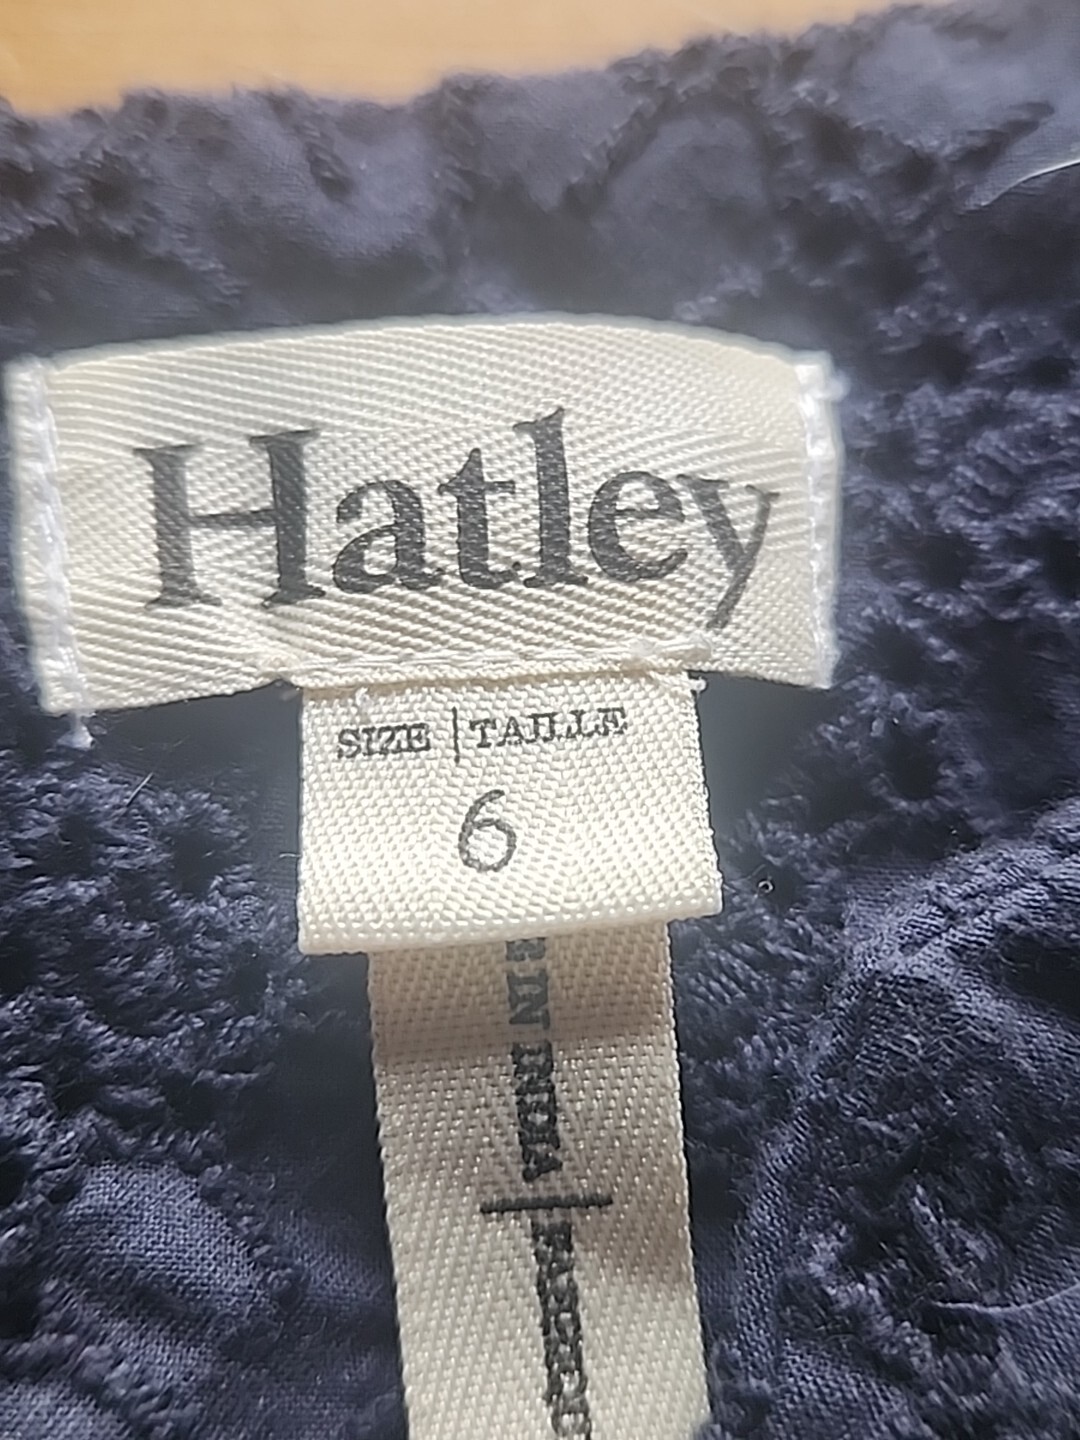 Hatley
SIZE | TAILLE
6
IN INDIA |